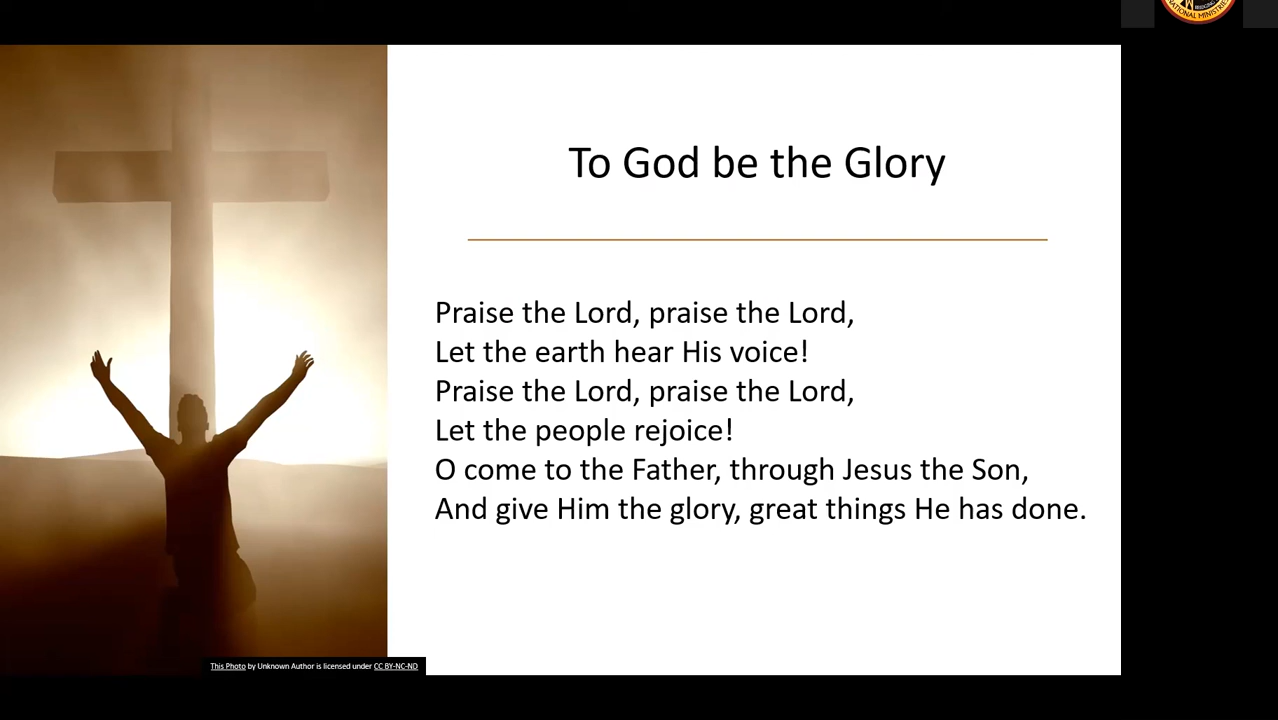 M
BRIDGING
RATIONAL MINISTRIES
To God be the Glory
Praise the Lord, praise the Lord,
Let the earth hear His voice!
Praise the Lord, praise the Lord,
Let the people rejoice!
O come to the Father, through Jesus the Son,
And give Him the glory, great things He has done.
This Photo by Unknown Author is licensed under CC BY-NC-ND